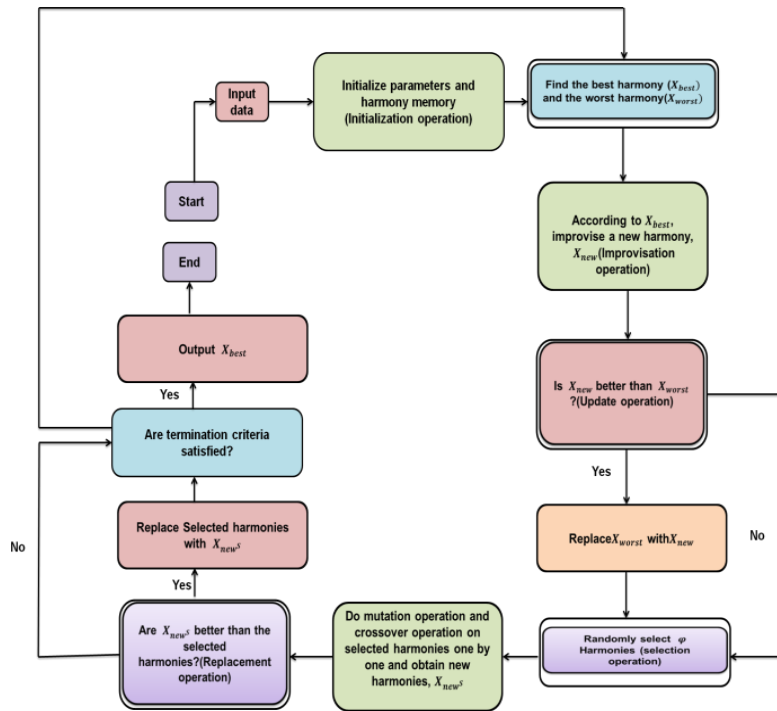 Input
data
Initialize parameters and
harmony memory
(Initialization operation)
Find the best harmony (X_best)
and the worst harmony(X_worst)
Start
According to X_best,
improvise a new harmony,
X_new(Improvisation
operation)
End
Output X_best
Is X_new better than X_worst
?(Update operation)
Yes
Are termination criteria
satisfied?
Yes
Replace Selected harmonies
with X_new^s
ReplaceX_worst withX_new
No
No
Yes
Are X_new^s better than the
selected
harmonies?(Replacement
operation)
Do mutation operation and
crossover operation on
selected harmonies one by
one and obtain new
harmonies, X_new^s
Randomly select φ
Harmonies (selection
operation)